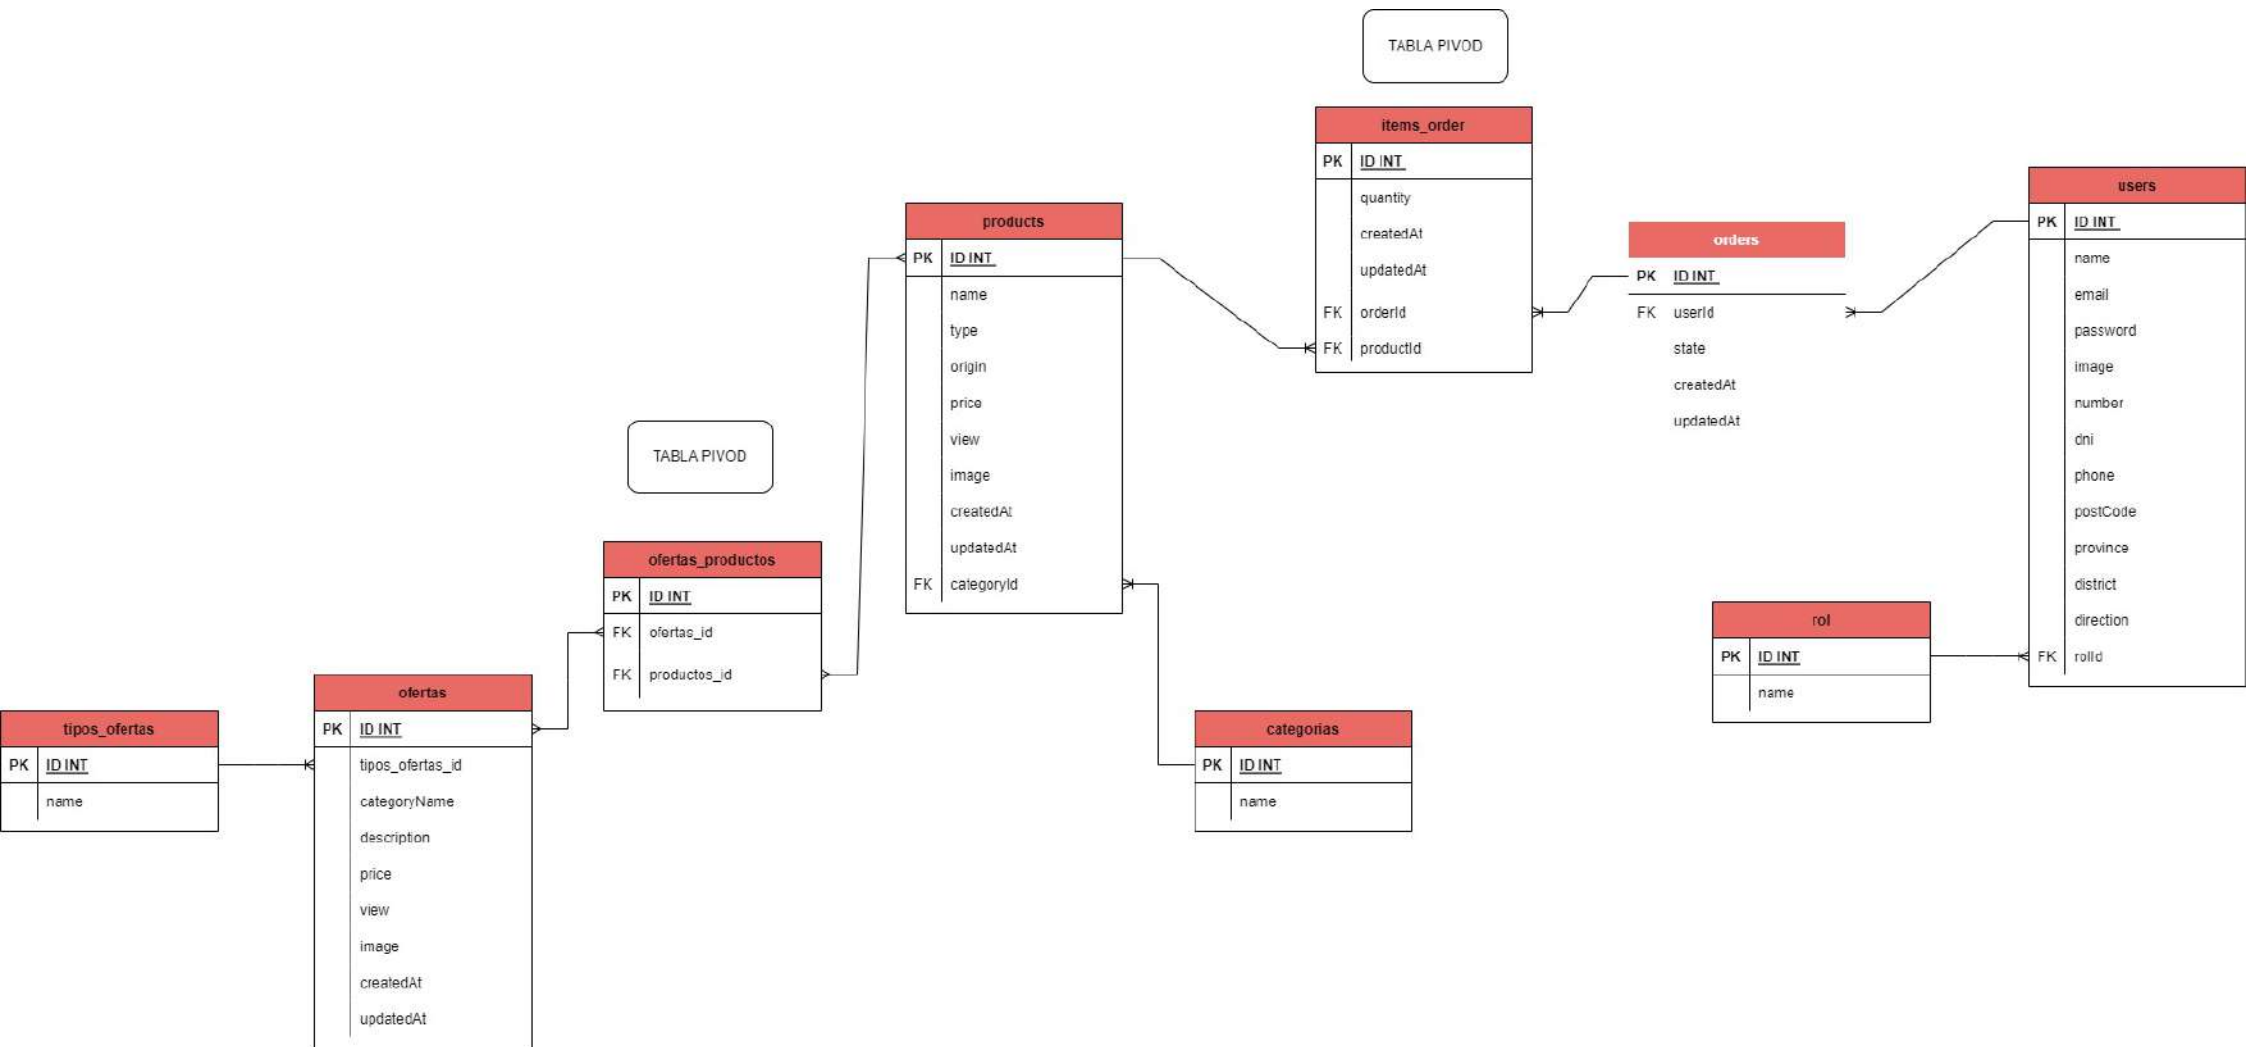 TABLA PIVOD
items_order
PK ID INT
quantity
createdAt
updatedAt
FK orderId
FK productId
users
PK ID INT
name
email
password
image
number
dni
phone
postCode
province
district
direction
FK rolId
orders
PK ID INT
FK userId
state
createdAt
updatedAt
products
PK ID INT
name
type
origin
price
view
image
createdAt
updatedAt
FK categoryId
TABLA PIVOD
ofertas_productos
PK ID INT
FK ofertas_id
FK productos_id
rol
PK ID INT
name
ofertas
PK ID INT
tipos_ofertas_id
categoryName
description
price
view
image
createdAt
updatedAt
tipos_ofertas
PK ID INT
name
categorias
PK ID INT
name